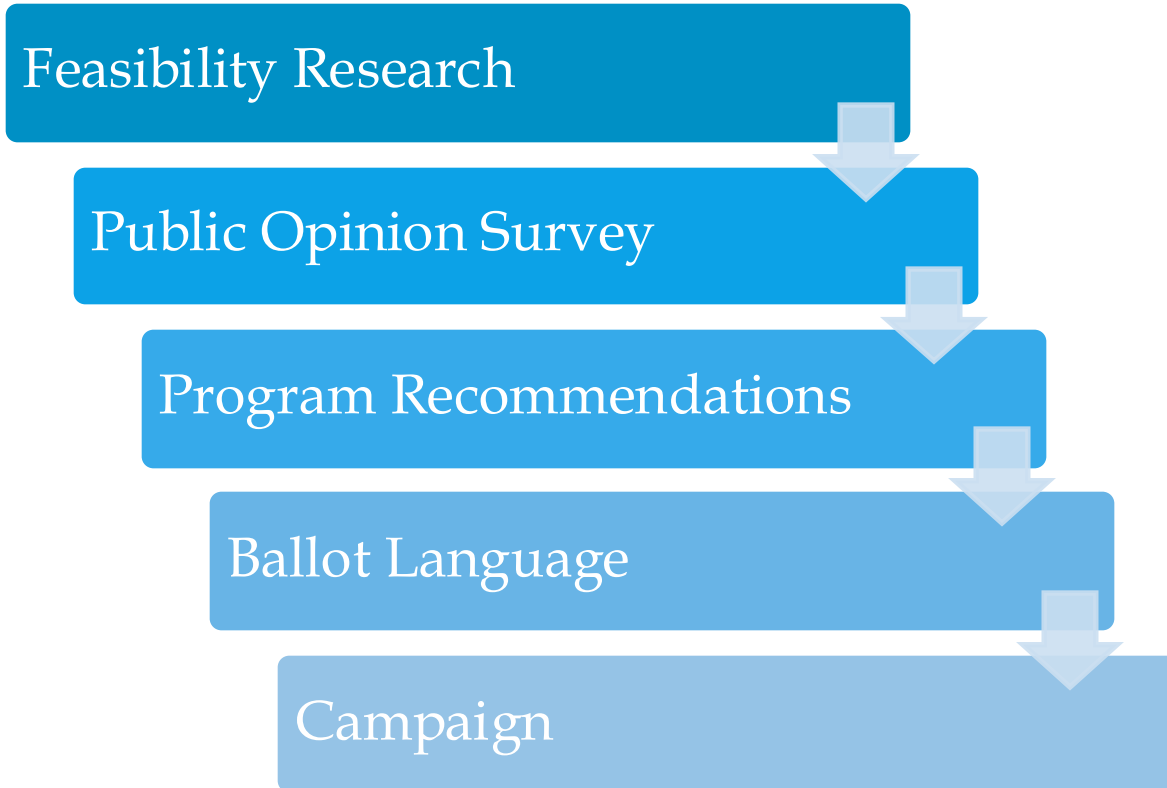 Feasibility Research
Public Opinion Survey
Program Recommendations
Ballot Language
Campaign